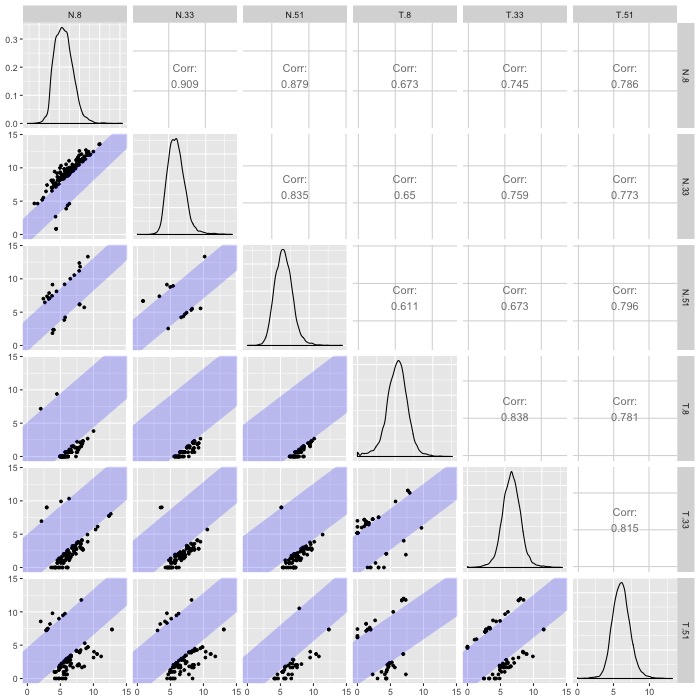 N.8 N.33 N.51 T.8 T.33 T.51
0.3
0.2
0.1
0.0
Corr:
0.909
Corr:
0.879
Corr:
0.673
Corr:
0.745
Corr:
0.786
N.8
15
10
5
0
Corr:
0.835
Corr:
0.65
Corr:
0.759
Corr:
0.773
N.33
15
10
5
0
Corr:
0.611
Corr:
0.673
Corr:
0.796
N.51
15
10
5
0
Corr:
0.838
Corr:
0.781
T.8
15
10
5
0
Corr:
0.815
T.33
15
10
5
0
T.51
0 5 10 15 0 5 10 15 0 5 10 15 0 5 10 15 0 5 10 15 0 5 10